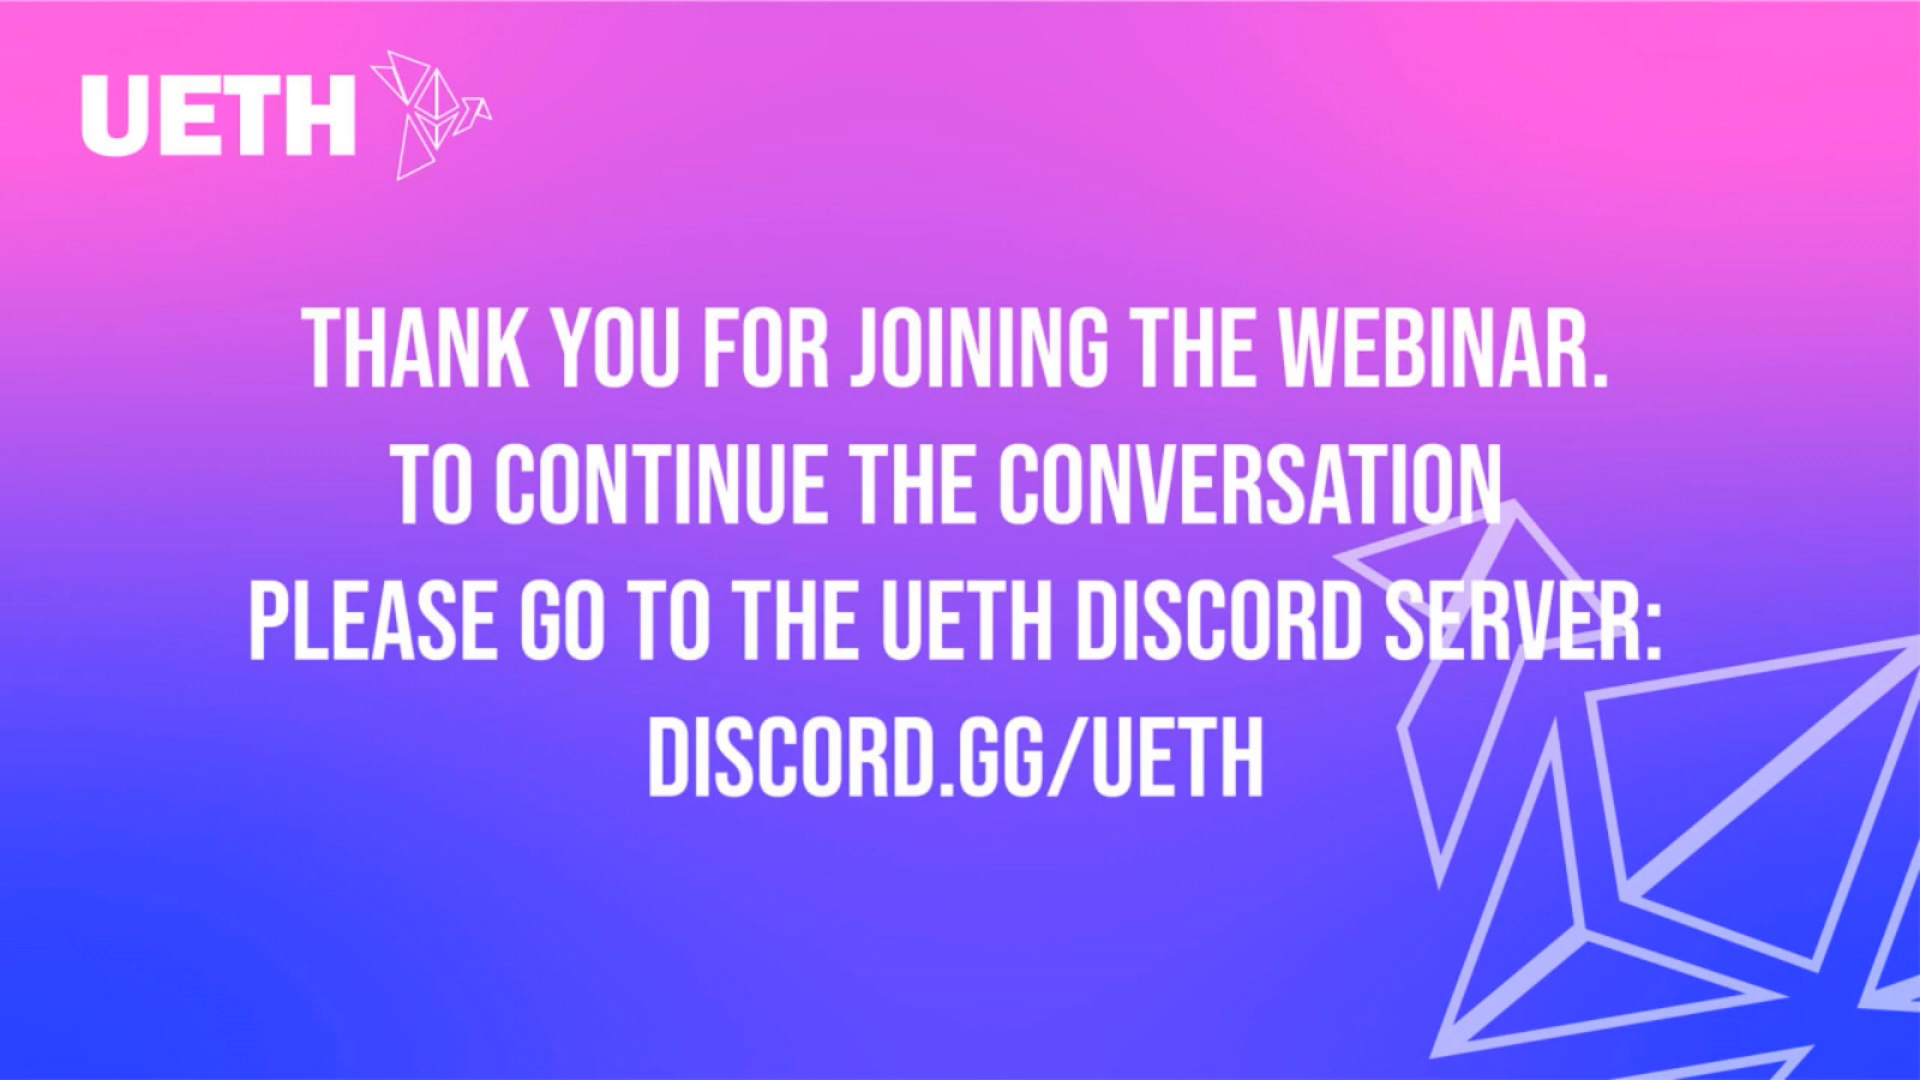 UETH
THANK YOU FOR JOINING THE WEBINAR.
TO CONTINUE THE CONVERSATION
PLEASE GO TO THE UETH DISCORD SERVER:
DISCORD.GG/UETH